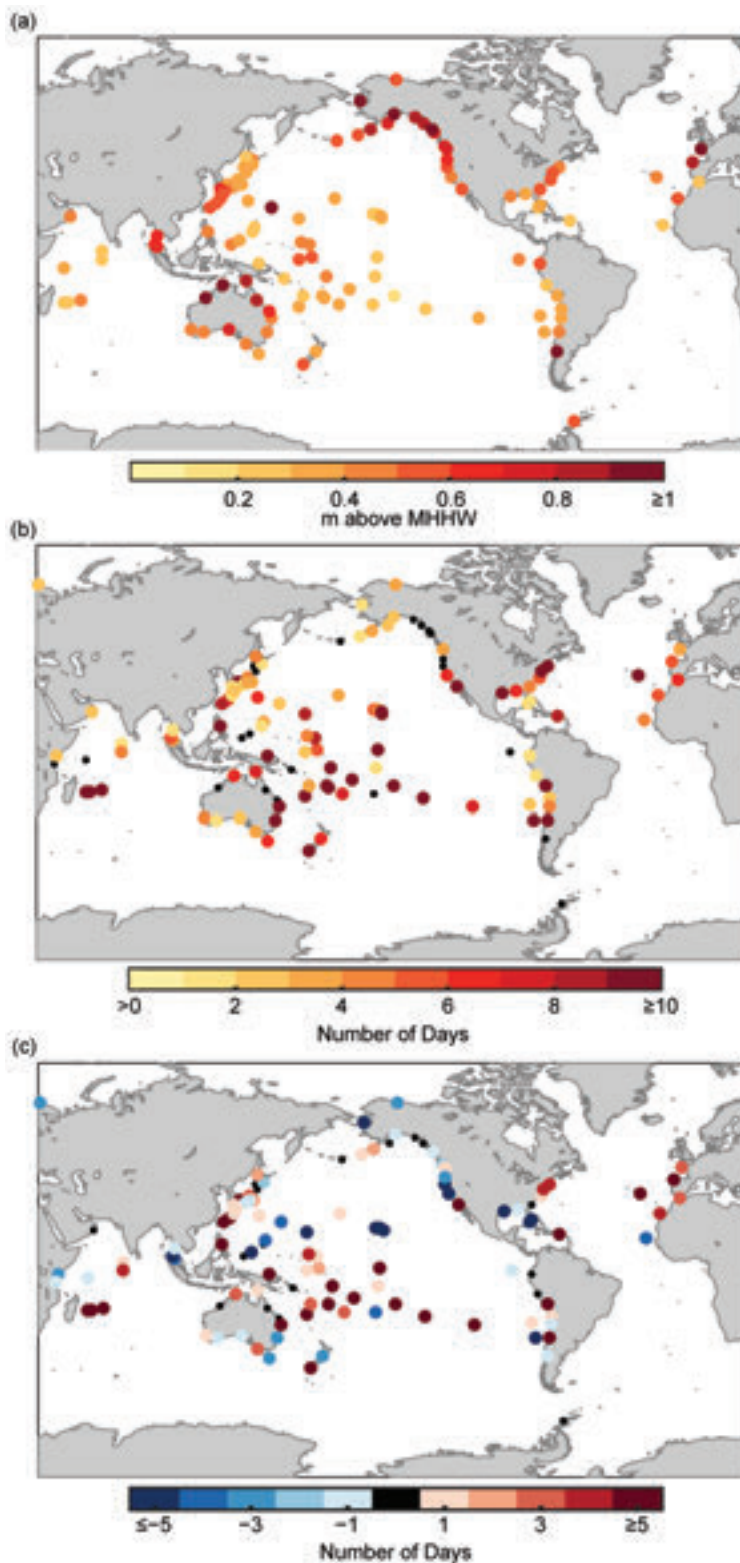 (a)
0.2 0.4 0.6 0.8 ≥1
m above MHHW
(b)
>0 2 4 6 8 ≥10
Number of Days
(c)
≤−5 −3 −1 1 3 ≥5
Number of Days